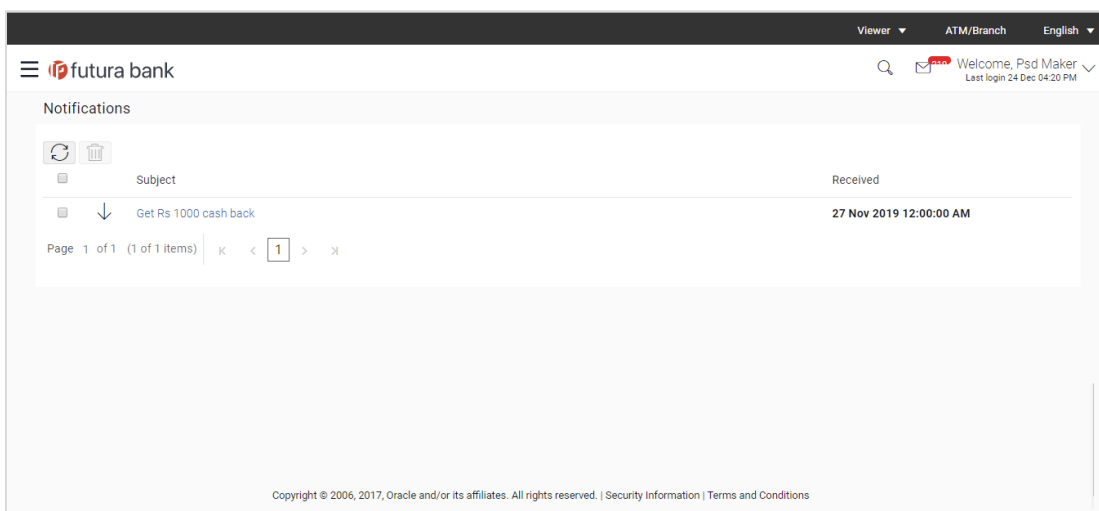 Viewer ATM/Branch English
futura bank
Welcome, Psd Maker
Last login 24 Dec 04:20 PM
Notifications
Subject Received
Get Rs 1000 cash back 27 Nov 2019 12:00:00 AM
Page 1 of 1 (1 of 1 items) 1
Copyright © 2006, 2017, Oracle and/or its affiliates. All rights reserved. | Security Information | Terms and Conditions